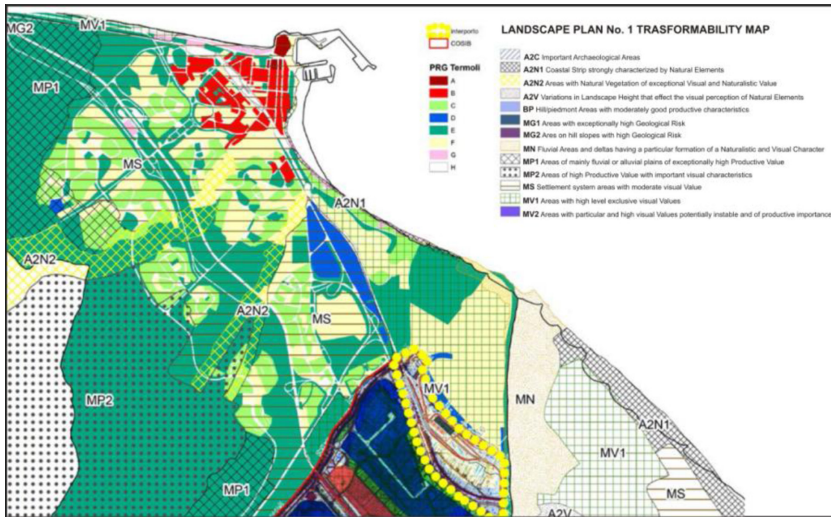 LANDSCAPE PLAN No. 1 TRASFORMABILITY MAP
interporto
COSIB
PRG Termoli
A
B
C
D
E
F
G
H
A2C Important Archaeological Areas
A2N1 Coastal Strip strongly characterized by Natural Elements
A2N2 Areas with Natural Vegetation of exceptional Visual and Naturalistic Value
A2V Variations in Landscape Height that effect the visual perception of Natural Elements
BP Hill/piedmont Areas with moderately good productive characteristics
MG1 Areas with exceptionally high Geological Risk
MG2 Ares on hill slopes with high Geological Risk
MN Fluvial Areas and deltas having a particular formation of a Naturalistic and Visual Character
MP1 Areas of mainly fluvial or alluvial plains of exceptionally high Productive Value
MP2 Areas of high Productive Value with important visual characteristics
MS Settlement system areas with moderate visual Value
MV1 Areas with high level exclusive visual Values
MV2 Areas with particular and high visual Values potentially instable and of productive importance
MG2
MV1
MP1
MS
A2N1
A2N2
A2N2
MS
MP2
MV1
MN
A2N1
MV1
MP1
MS
A2V